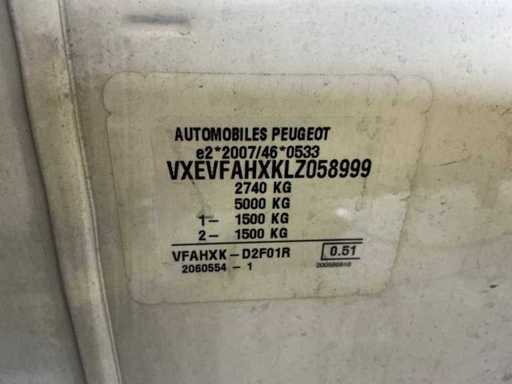 AUTOMOBILES PEUGEOT
e2*2007/46*0533
VXEVFAHXKLZ058999
2740 KG
5000 KG
1- 1500 KG
2- 1500 KG
VFAHXK-D2F01R 0.51
2060554 - 1